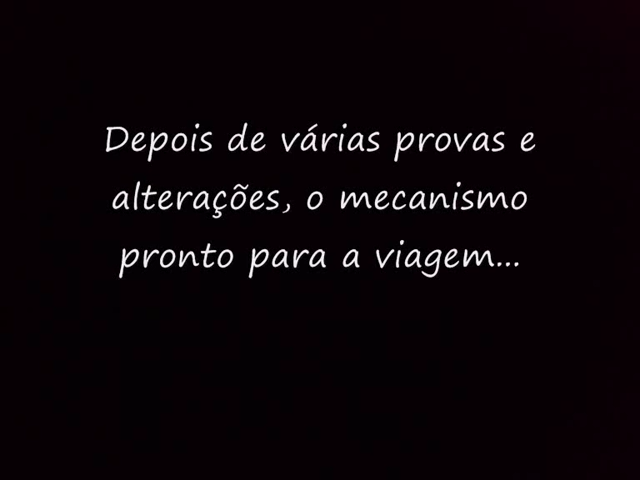 Depois de várias provas e
alterações, o mecanismo
pronto para a viagem...